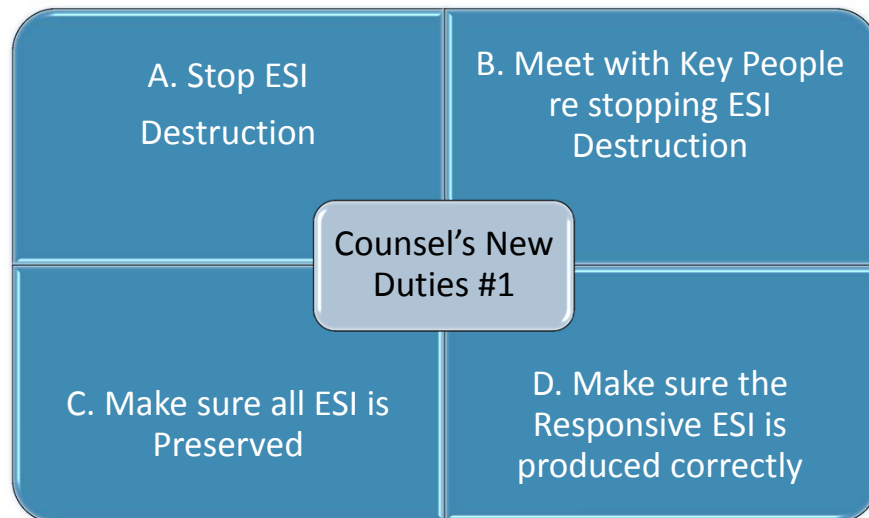 A. Stop ESI
Destruction
B. Meet with Key People
re stopping ESI
Destruction
Counsel’s New
Duties #1
C. Make sure all ESI is
Preserved
D. Make sure the
Responsive ESI is
produced correctly